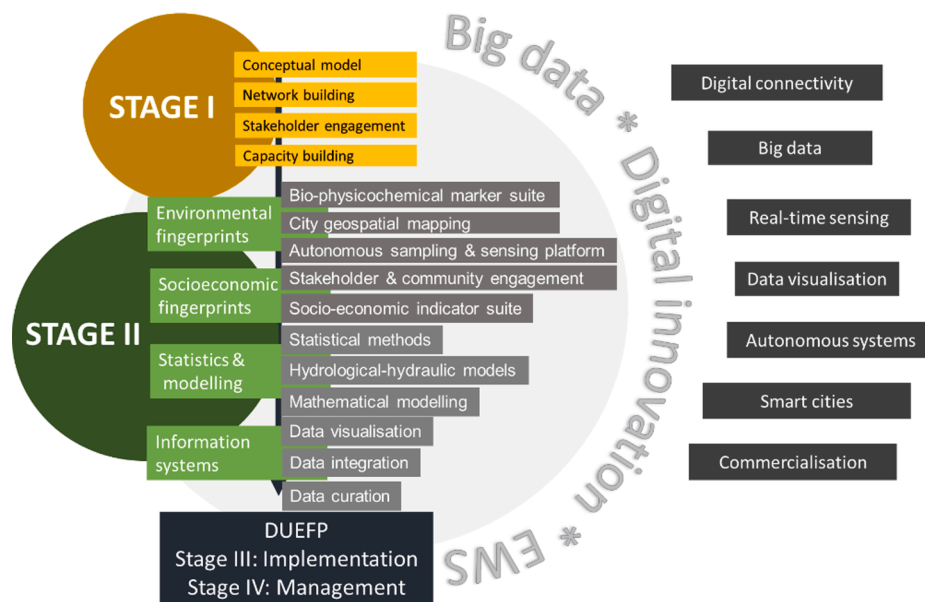 STAGE I
Conceptual model
Network building
Stakeholder engagement
Capacity building
STAGE II
Environmental
fingerprints
Bio-physicochemical marker suite
City geospatial mapping
Autonomous sampling & sensing platform
Socioeconomic
fingerprints
Stakeholder & community engagement
Socio-economic indicator suite
Statistics &
modelling
Statistical methods
Hydrological-hydraulic models
Mathematical modelling
Information
systems
Data visualisation
Data integration
Data curation
DUEFP
Stage III: Implementation
Stage IV: Management
Big data * Digital innovation * EWS
Digital connectivity
Big data
Real-time sensing
Data visualisation
Autonomous systems
Smart cities
Commercialisation